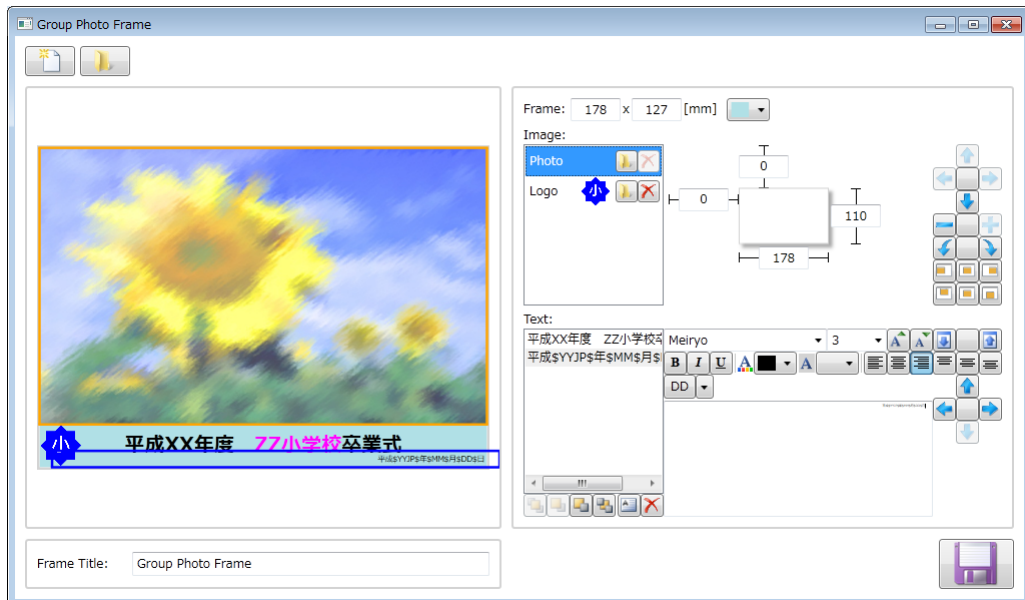 Group Photo Frame
Frame: 178 x 127 [mm]
Image:
Photo
Logo 小
0
0
110
178
小 平成XX年度　ZZ小学校卒業式
平成$YYJP$年$MM$月$DD$日
Text:
平成XX年度　ZZ小学校卒
平成$YYJP$年$MM$月$
Meiryo 3 A A
B I U A A
DD
Frame Title: Group Photo Frame